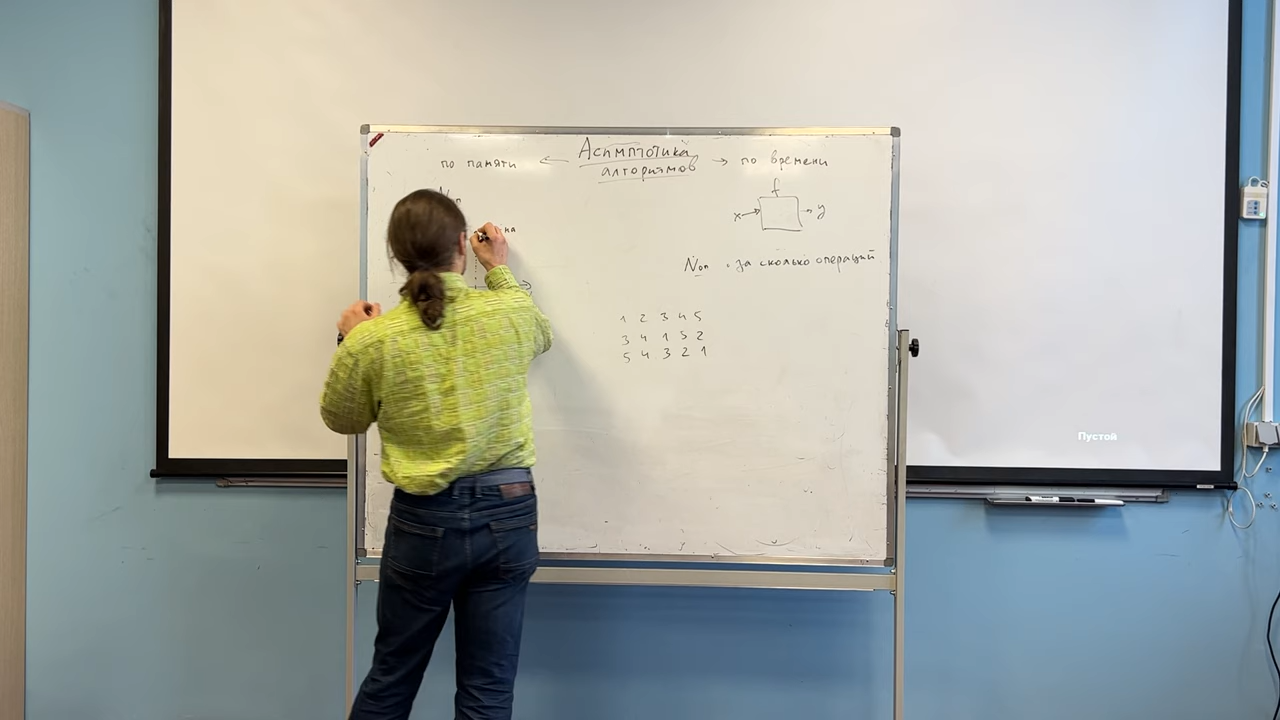 Асимптотика
по памяти ← алгоритмов → по времени
f
x → → y
Nоп · за сколько операций
1 2 3 4 5
3 4 1 5 2
5 4 3 2 1
Пустой